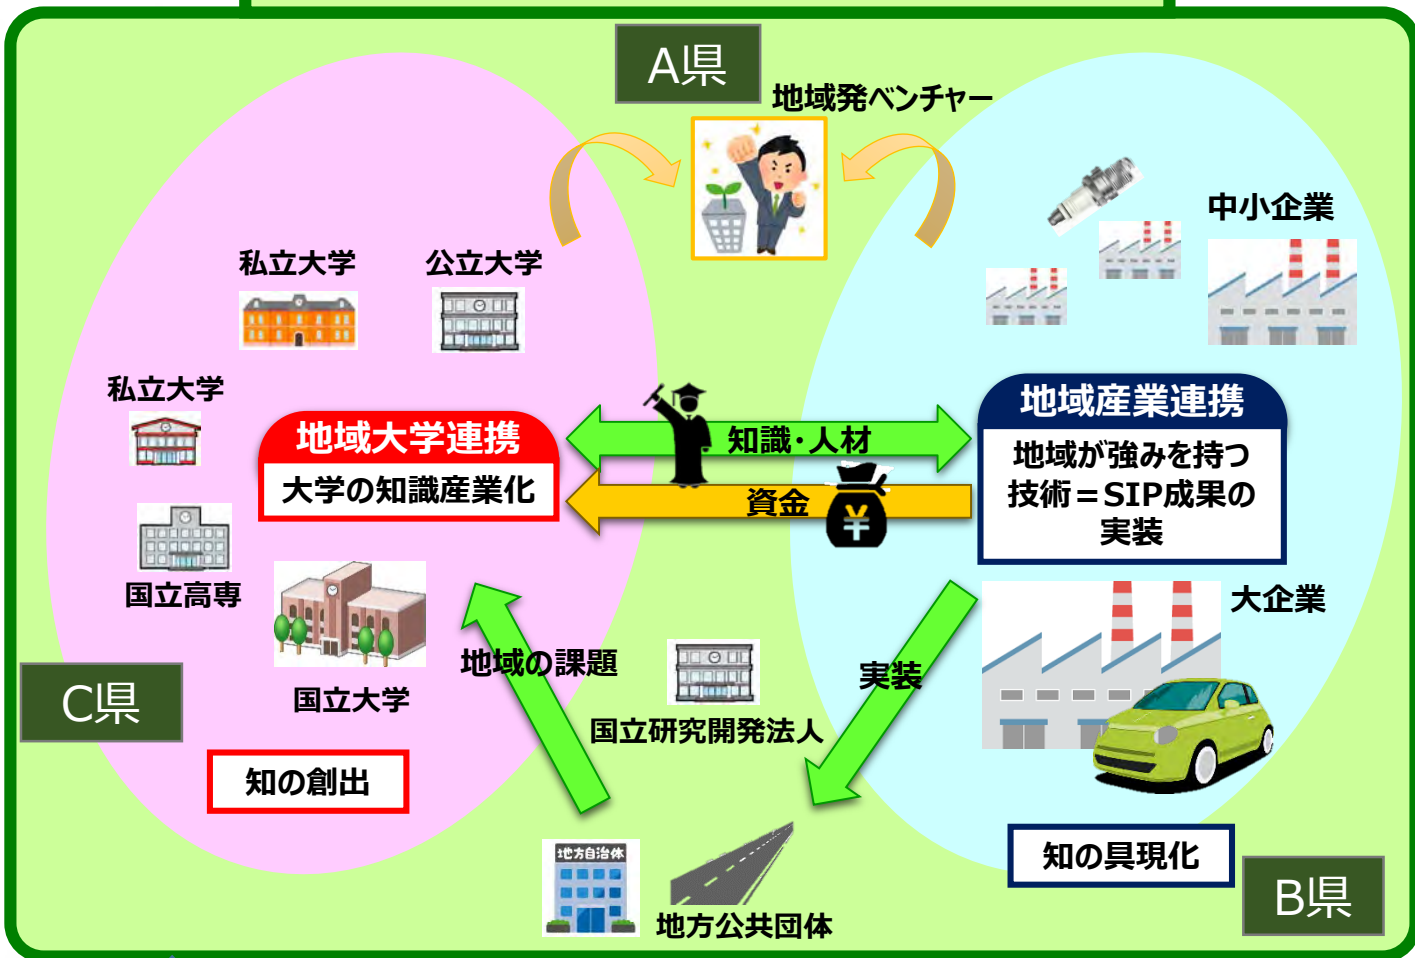 A県
地域発ベンチャー
中小企業
私立大学
公立大学
私立大学
地域大学連携
大学の知識産業化
知識・人材
資金
地域産業連携
地域が強みを持つ
技術＝SIP成果の
実装
国立高専
国立大学
大企業
地域の課題
実装
国立研究開発法人
C県
知の創出
知の具現化
B県
地方自治体
地方公共団体